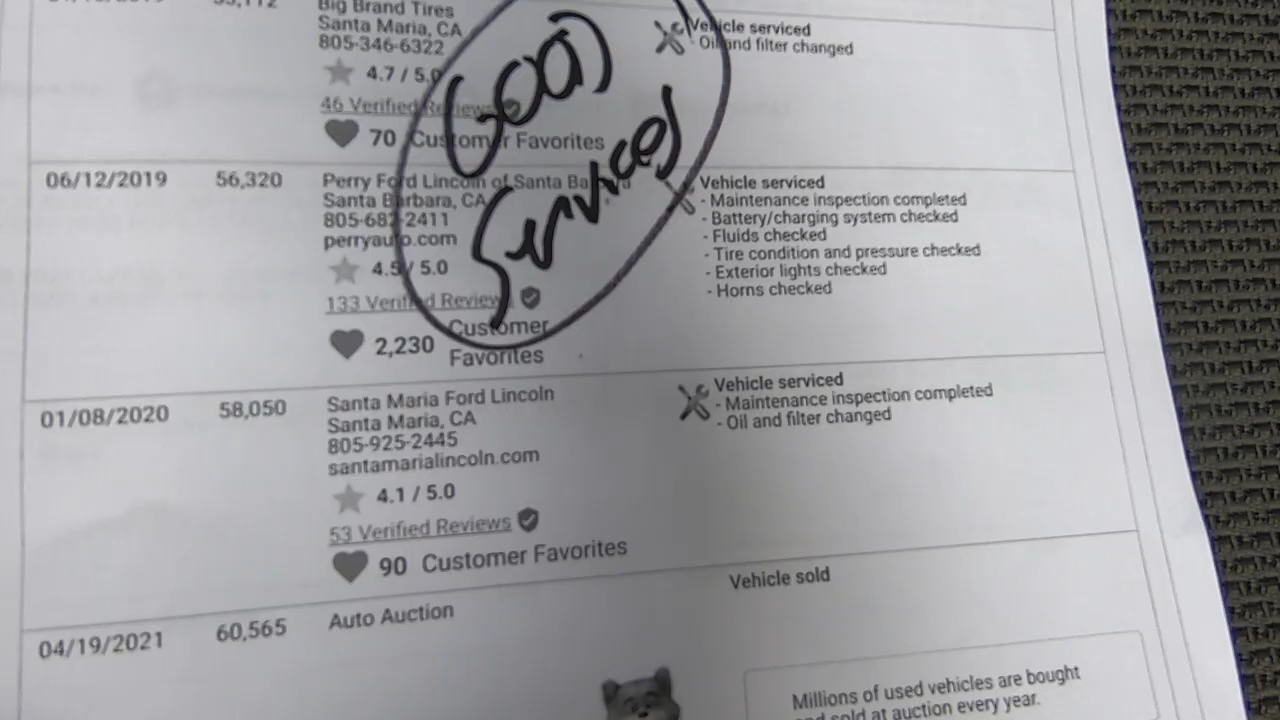 Big Brand Tires
Santa Maria, CA
805-346-6322
4.7 / 5.0
46 Verified Reviews
70 Customer Favorites
Vehicle serviced
- Oil and filter changed
Good
Services
06/12/2019 56,320 Perry Ford Lincoln of Santa Barbara
Santa Barbara, CA
805-682-2411
perryauto.com
4.5 / 5.0
133 Verified Reviews
2,230 Customer
Favorites
Vehicle serviced
- Maintenance inspection completed
- Battery/charging system checked
- Fluids checked
- Tire condition and pressure checked
- Exterior lights checked
- Horns checked
01/08/2020 58,050 Santa Maria Ford Lincoln
Santa Maria, CA
805-925-2445
santamarialincoln.com
4.1 / 5.0
53 Verified Reviews
90 Customer Favorites
Vehicle serviced
- Maintenance inspection completed
- Oil and filter changed
04/19/2021 60,565 Auto Auction Vehicle sold
Millions of used vehicles are bought
and sold at auction every year.